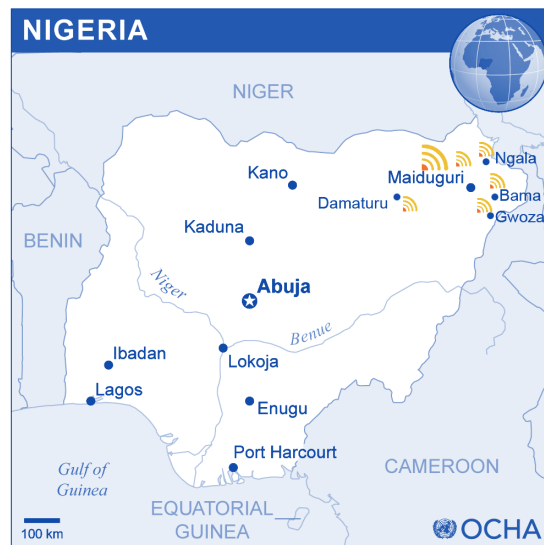 NIGERIA
NIGER
Ngala
Maiduguri
Kano
Bama
Damaturu
Gwoza
Kaduna
BENIN
Niger
Abuja
Benue
Ibadan
Lokoja
Lagos
Enugu
Port Harcourt
Gulf of
Guinea
CAMEROON
EQUATORIAL
GUINEA
100 km
OCHA